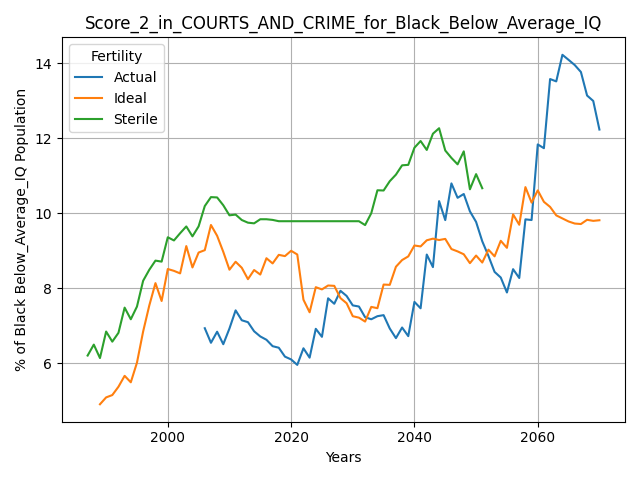 Score_2_in_COURTS_AND_CRIME_for_Black_Below_Average_IQ
Fertility
Actual
Ideal
Sterile
% of Black Below_Average_IQ Population
14
12
10
8
6
2000 2020 2040 2060
Years